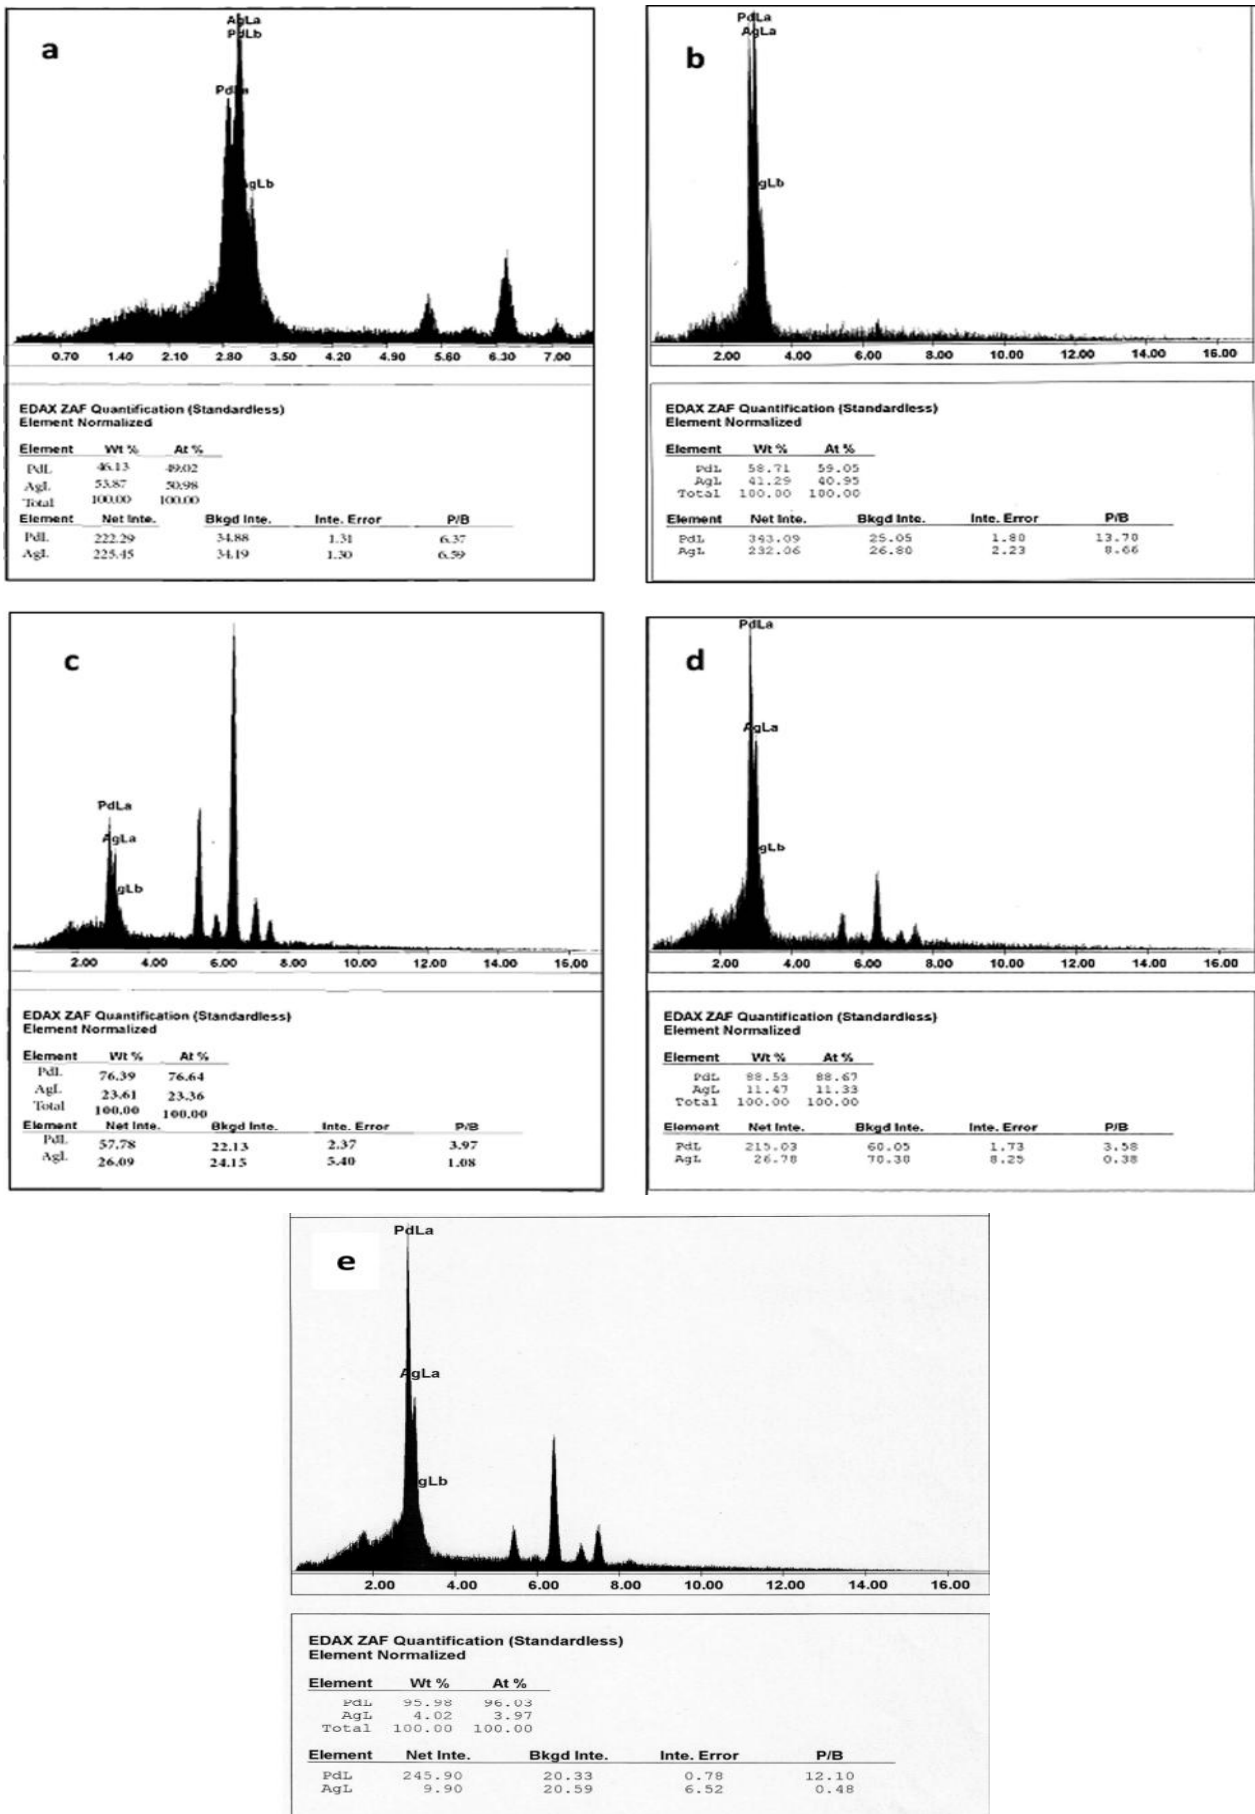 a
AgLa
PdLb
PdLa
AgLb
0.70 1.40 2.10 2.80 3.50 4.20 4.90 5.60 6.30 7.00
EDAX ZAF Quantification (Standardless)
Element Normalized
Element Wt % At %
PdL 46.13 49.02
AgL 53.87 50.98
Total 100.00 100.00
Element Net Inte. Bkgd Inte. Inte. Error P/B
PdL 222.29 34.88 1.31 6.37
AgL 225.45 34.19 1.30 6.59
b
PdLa
AgLa
gLb
2.00 4.00 6.00 8.00 10.00 12.00 14.00 16.00
EDAX ZAF Quantification (Standardless)
Element Normalized
Element Wt % At %
PdL 58.71 59.05
AgL 41.29 40.95
Total 100.00 100.00
Element Net Inte. Bkgd Inte. Inte. Error P/B
PdL 343.09 25.05 1.80 13.70
AgL 232.06 26.80 2.23 8.66
c
PdLa
AgLa
gLb
2.00 4.00 6.00 8.00 10.00 12.00 14.00 16.00
EDAX ZAF Quantification (Standardless)
Element Normalized
Element Wt % At %
PdL 76.39 76.64
AgL 23.61 23.36
Total 100.00 100.00
Element Net Inte. Bkgd Inte. Inte. Error P/B
PdL 57.78 22.13 2.37 3.97
AgL 26.09 24.15 5.40 1.08
d
PdLa
AgLa
gLb
2.00 4.00 6.00 8.00 10.00 12.00 14.00 16.00
EDAX ZAF Quantification (Standardless)
Element Normalized
Element Wt % At %
PdL 88.53 88.67
AgL 11.47 11.33
Total 100.00 100.00
Element Net Inte. Bkgd Inte. Inte. Error P/B
PdL 215.03 60.05 1.73 3.58
AgL 26.78 70.30 8.25 0.38
e
PdLa
AgLa
gLb
2.00 4.00 6.00 8.00 10.00 12.00 14.00 16.00
EDAX ZAF Quantification (Standardless)
Element Normalized
Element Wt % At %
PdL 95.98 96.03
AgL 4.02 3.97
Total 100.00 100.00
Element Net Inte. Bkgd Inte. Inte. Error P/B
PdL 245.90 20.33 0.78 12.10
AgL 9.90 20.59 6.52 0.48